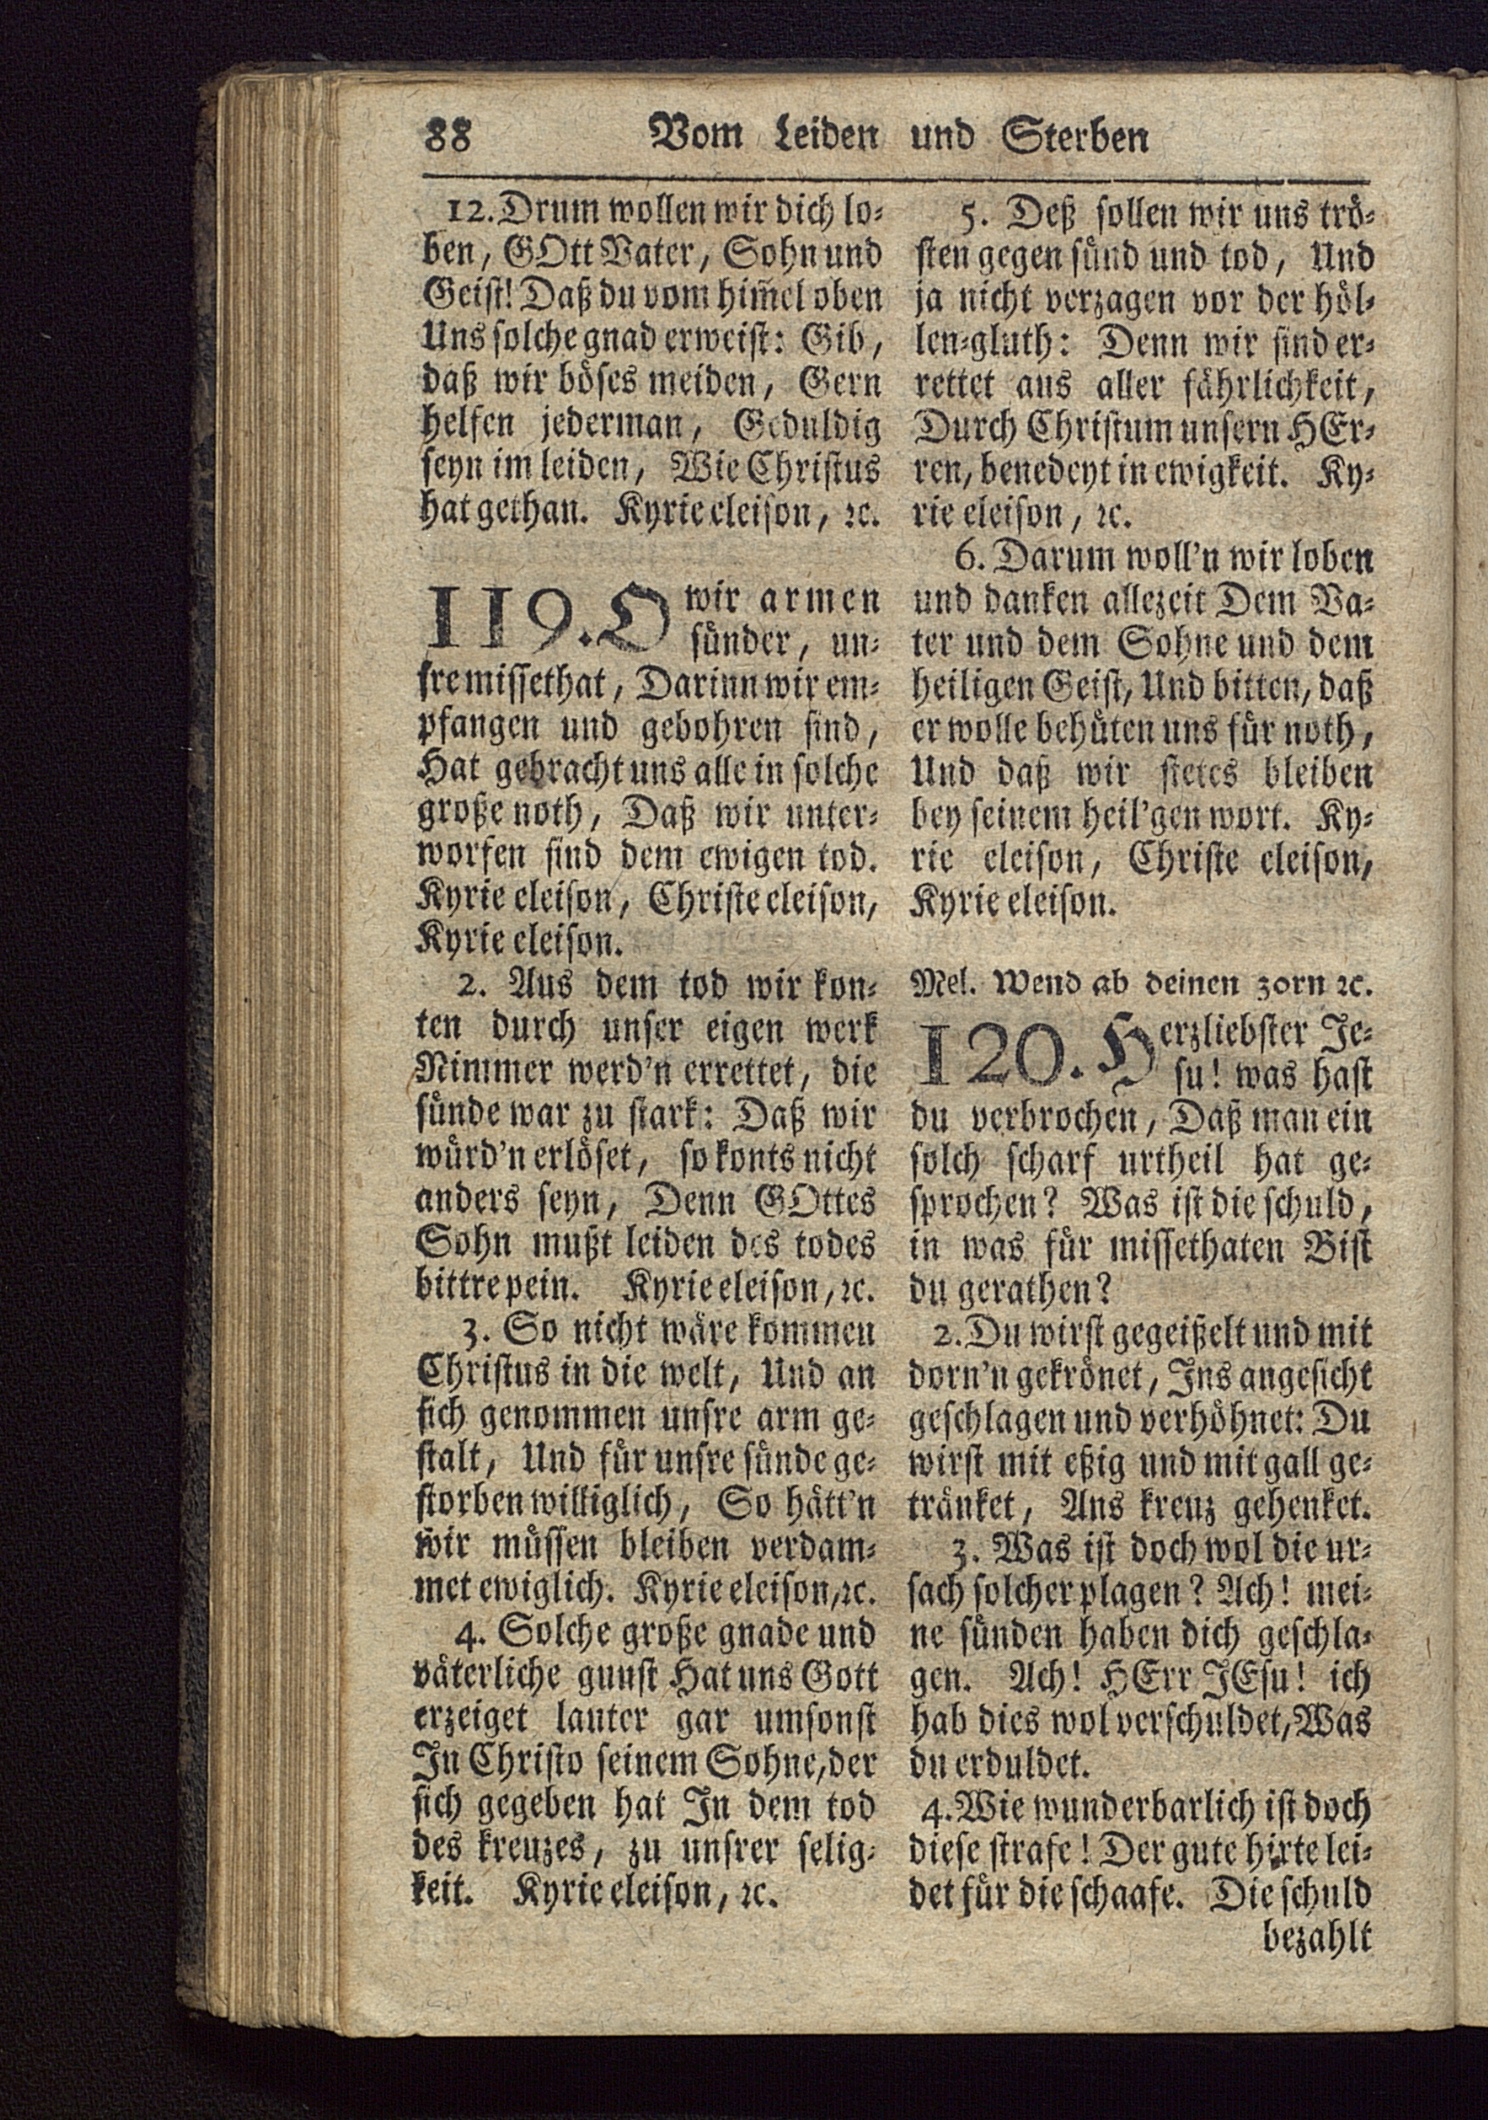 88 Vom Leiden und Sterben
12. Drum wollen wir dich lo-
ben, GOtt Vater, Sohn und
Geist! Daß du vom him̃el oben
Uns solche gnad erweist: Gib,
daß wir böses meiden, Gern
helfen jederman, Geduldig
seyn im leiden, Wie Christus
hat gethan. Kyrie eleison, ꝛc.
119. O wir armen
sünder, un-
sre missethat, Darinn wir em-
pfangen und gebohren sind,
Hat gebracht uns alle in solche
große noth, Daß wir unter-
worfen sind dem ewigen tod.
Kyrie eleison, Christe eleison,
Kyrie eleison.
2. Aus dem tod wir kon-
ten durch unser eigen werk
Nimmer werd'n errettet, die
sünde war zu stark: Daß wir
würd'n erlöset, so konts nicht
anders seyn, Denn GOttes
Sohn mußt leiden des todes
bittre pein. Kyrie eleison, ꝛc.
3. So nicht wäre kommen
Christus in die welt, Und an
sich genommen unsre arm ge-
stalt, Und für unsre sünde ge-
storben williglich, So hätt'n
wir müssen bleiben verdam-
met ewiglich. Kyrie eleison, ꝛc.
4. Solche große gnade und
väterliche gunst Hat uns Gott
erzeiget lauter gar umsonst
In Christo seinem Sohne, der
sich gegeben hat In dem tod
des kreuzes, zu unsrer selig-
keit. Kyrie eleison, ꝛc.
5. Deß sollen wir uns trö-
sten gegen sünd und tod, Und
ja nicht verzagen vor der höl-
len-gluth: Denn wir sind er-
rettet aus aller fährlichkeit,
Durch Christum unsern HEr-
ren, benedeyt in ewigkeit. Ky-
rie eleison, ꝛc.
6. Darum woll'n wir loben
und danken allezeit Dem Va-
ter und dem Sohne und dem
heiligen Geist, Und bitten, daß
er wolle behüten uns für noth,
Und daß wir stetes bleiben
bey seinem heil'gen wort. Ky-
rie eleison, Christe eleison,
Kyrie eleison.
Mel. Wend ab deinen zorn ꝛc.
120. Herzliebster Je-
su! was hast
du verbrochen, Daß man ein
solch scharf urtheil hat ge-
sprochen? Was ist die schuld,
in was für missethaten Bist
du gerathen?
2. Du wirst gegeißelt und mit
dorn'n gekrönet, Ins angesicht
geschlagen und verhöhnet: Du
wirst mit eßig und mit gall ge-
tränket, Ans kreuz gehenket.
3. Was ist doch wol die ur-
sach solcher plagen? Ach! mei-
ne sünden haben dich geschla-
gen. Ach! HErr JEsu! ich
hab dies wol verschuldet, Was
du erduldet.
4. Wie wunderbarlich ist doch
diese strafe! Der gute hirte lei-
det für die schaafe. Die schuld
bezahlt